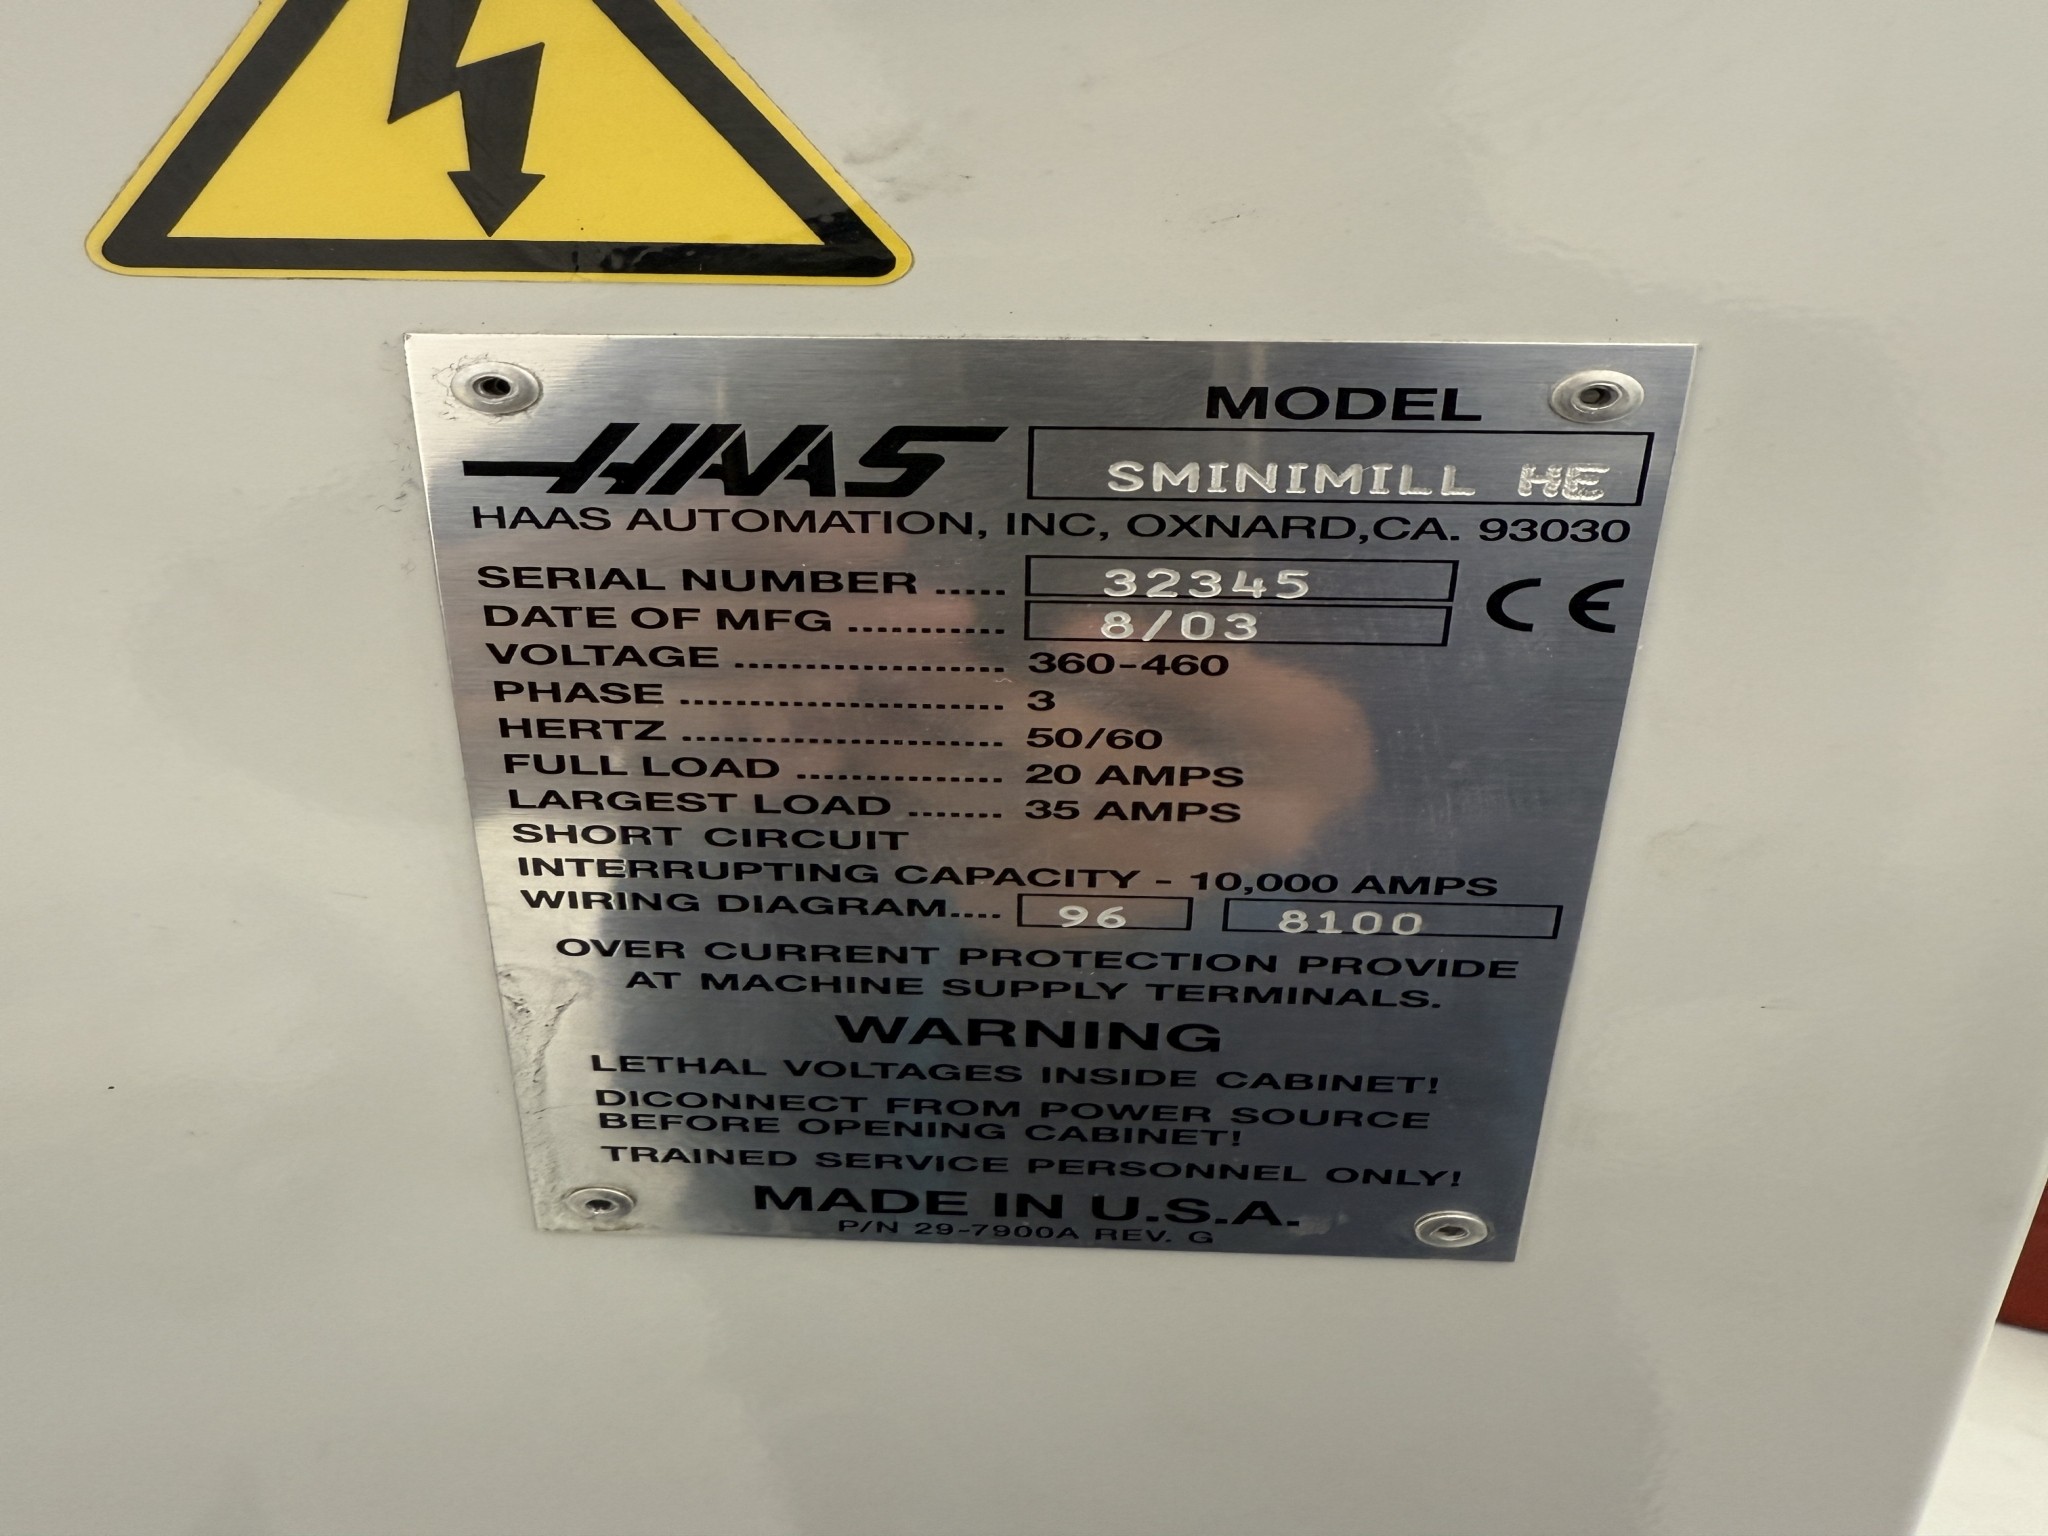 MODEL
HAAS SMINIMILL HE
HAAS AUTOMATION, INC, OXNARD,CA. 93030
SERIAL NUMBER ..... 32345
CE
DATE OF MFG ........... 8/03
VOLTAGE ................... 360-460
PHASE ....................... 3
HERTZ ....................... 50/60
FULL LOAD ............... 20 AMPS
LARGEST LOAD ....... 35 AMPS
SHORT CIRCUIT
INTERRUPTING CAPACITY - 10,000 AMPS
WIRING DIAGRAM.... 96 8100
OVER CURRENT PROTECTION PROVIDE
AT MACHINE SUPPLY TERMINALS.
WARNING
LETHAL VOLTAGES INSIDE CABINET!
DICONNECT FROM POWER SOURCE
BEFORE OPENING CABINET!
TRAINED SERVICE PERSONNEL ONLY!
MADE IN U.S.A.
P/N 29-7900A REV. G